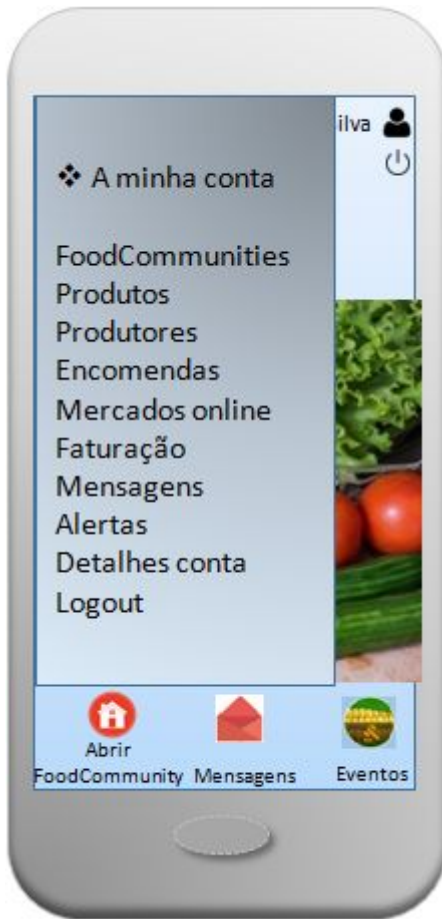 ilva
❖ A minha conta
FoodCommunities
Produtos
Produtores
Encomendas
Mercados online
Faturação
Mensagens
Alertas
Detalhes conta
Logout
Abrir
FoodCommunity
Mensagens
Eventos